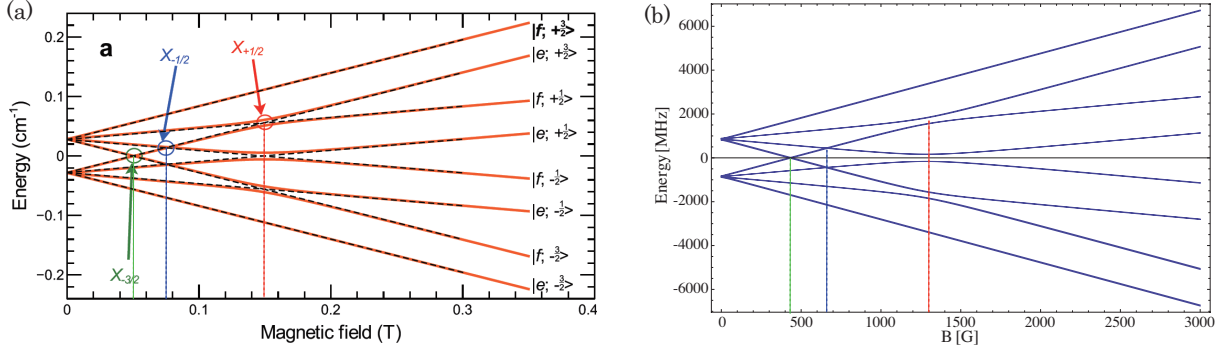 (a)
a
0.2
0.1
0
−0.1
−0.2
Energy (cm⁻¹)
X₋₁/₂
X₊₁/₂
X₋₃/₂
|f; +3/2>
|e; +3/2>
|f; +1/2>
|e; +1/2>
|f; -1/2>
|e; -1/2>
|f; -3/2>
|e; -3/2>
0 0.1 0.2 0.3 0.4
Magnetic field (T)
(b)
6000
4000
2000
0
-2000
-4000
-6000
Energy [MHz]
0 500 1000 1500 2000 2500 3000
B [G]